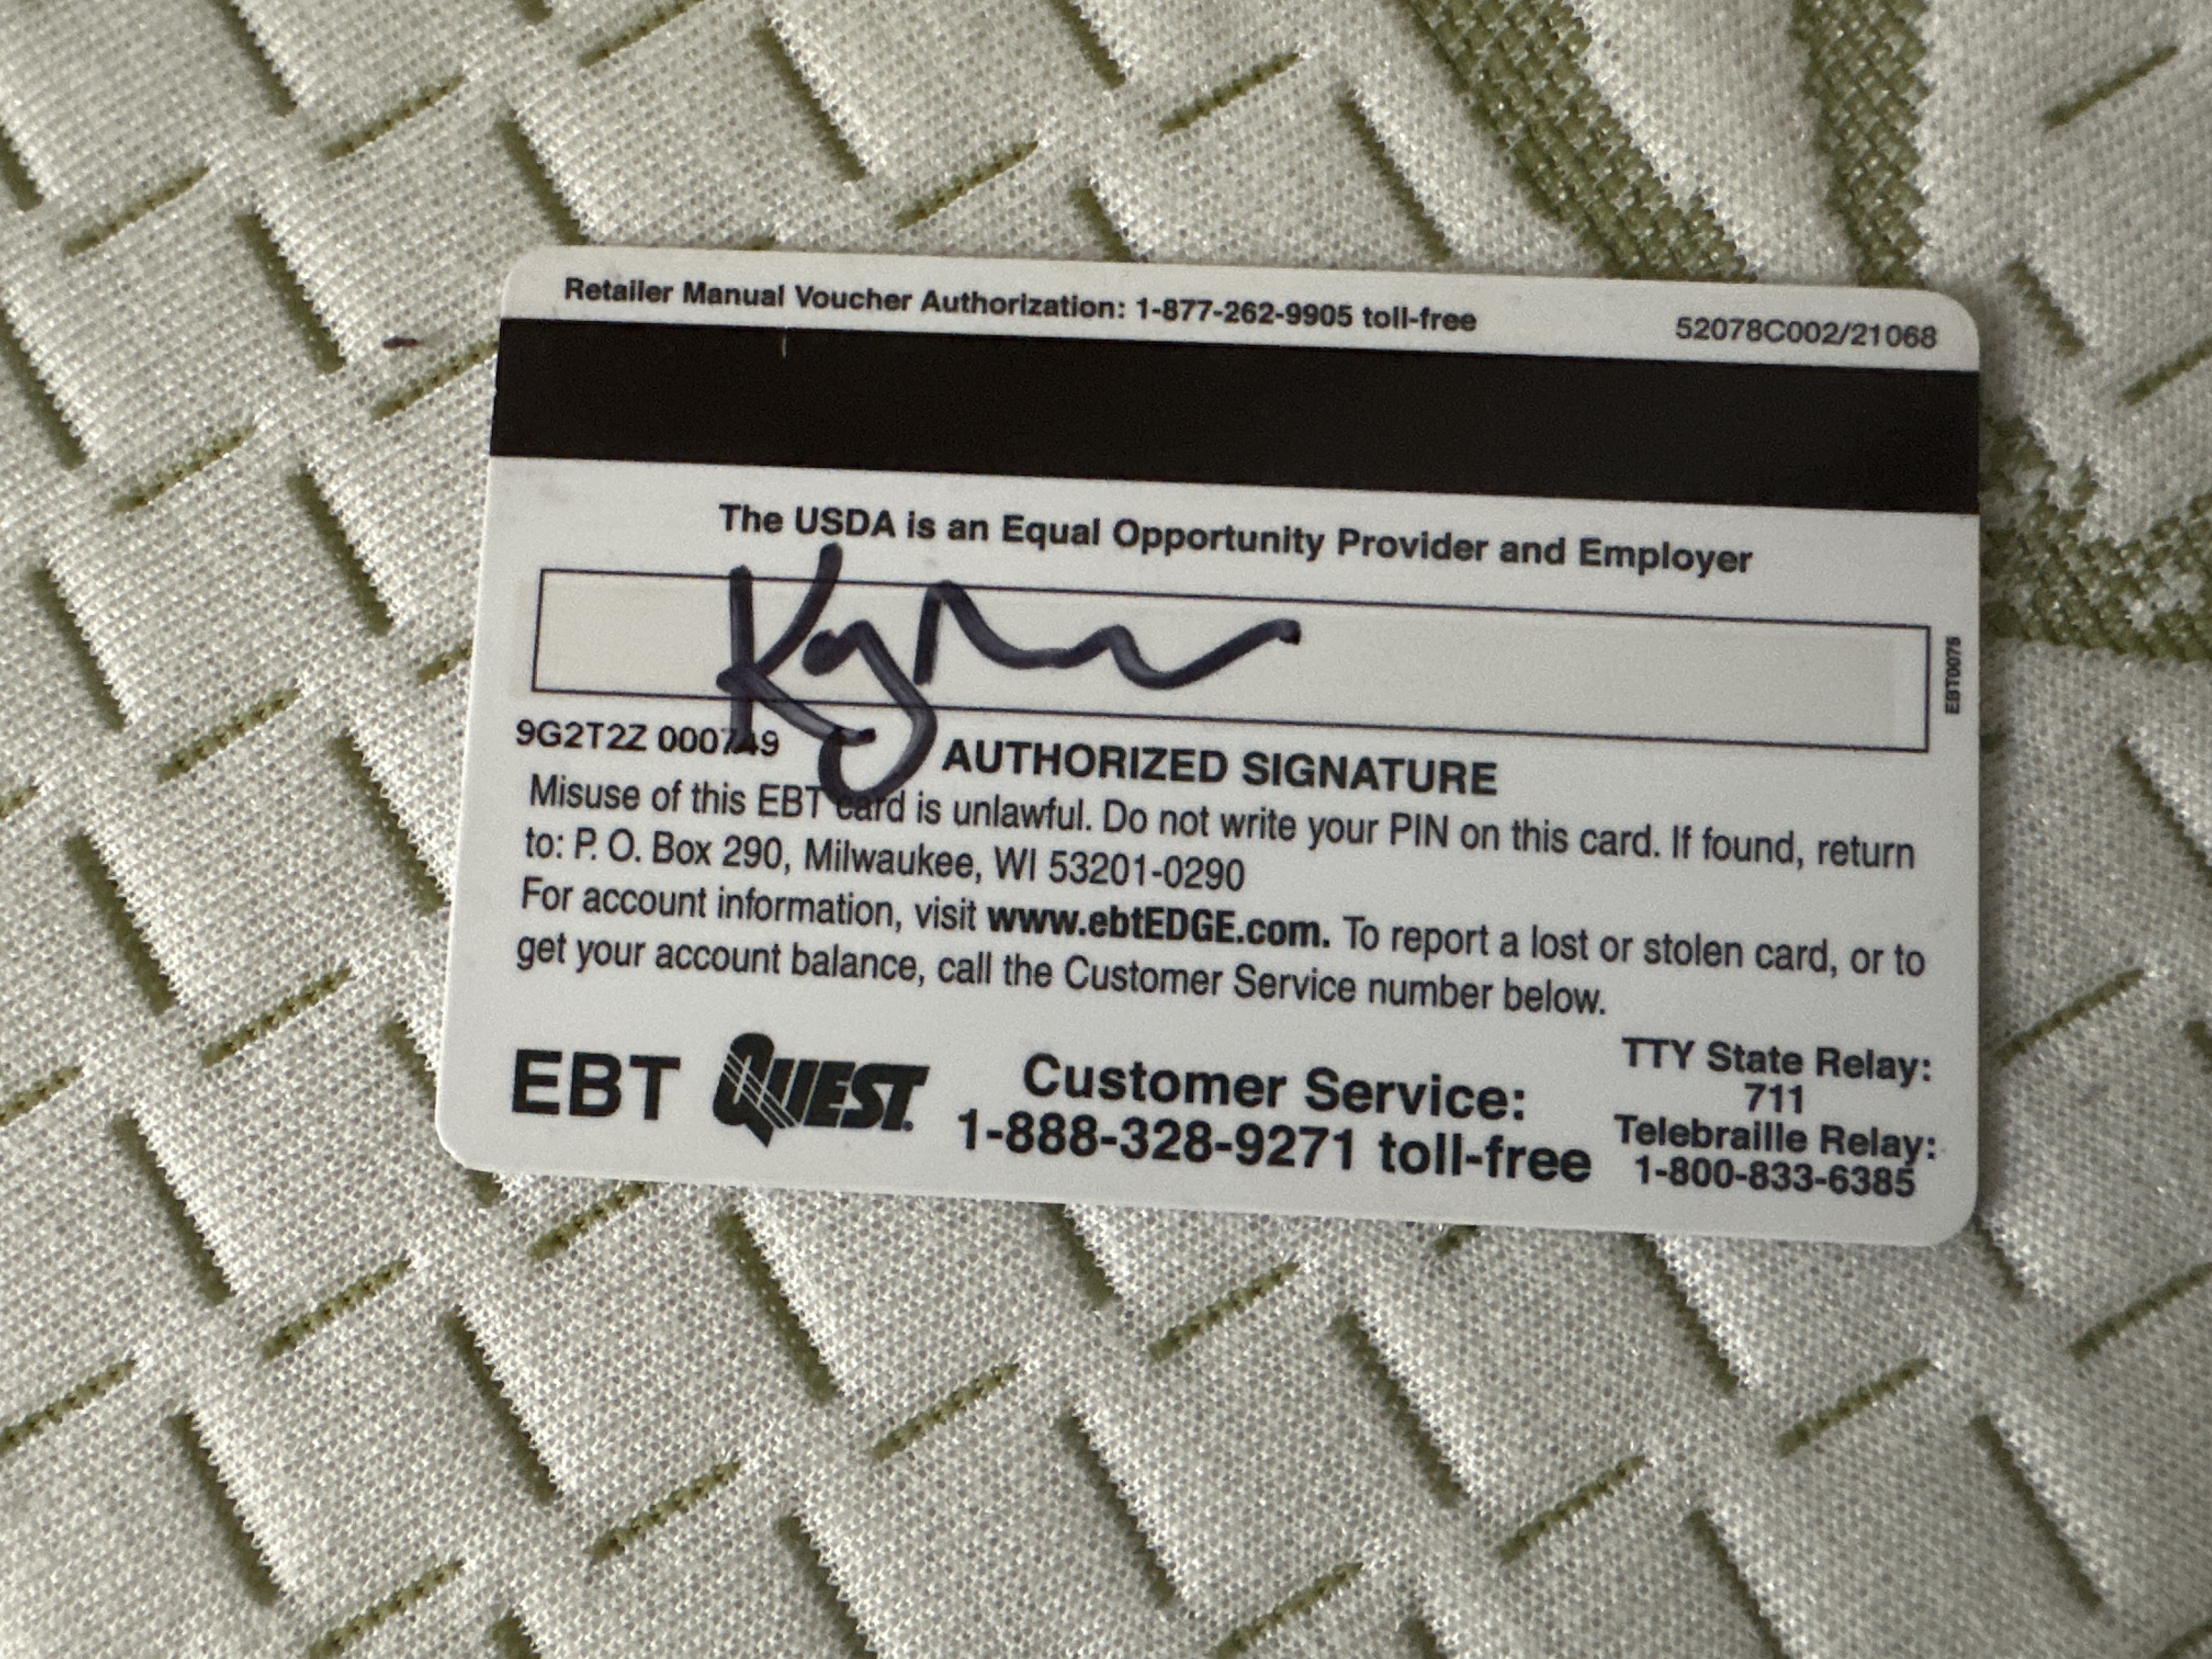 Retailer Manual Voucher Authorization: 1-877-262-9905 toll-free
52078C002/21068
The USDA is an Equal Opportunity Provider and Employer
EBT0075
9G2T2Z 000749
AUTHORIZED SIGNATURE
Misuse of this EBT card is unlawful. Do not write your PIN on this card. If found, return
to: P. O. Box 290, Milwaukee, WI 53201-0290
For account information, visit www.ebtEDGE.com. To report a lost or stolen card, or to
get your account balance, call the Customer Service number below.
EBT QUEST.
Customer Service:
1-888-328-9271 toll-free
TTY State Relay:
711
Telebraille Relay:
1-800-833-6385